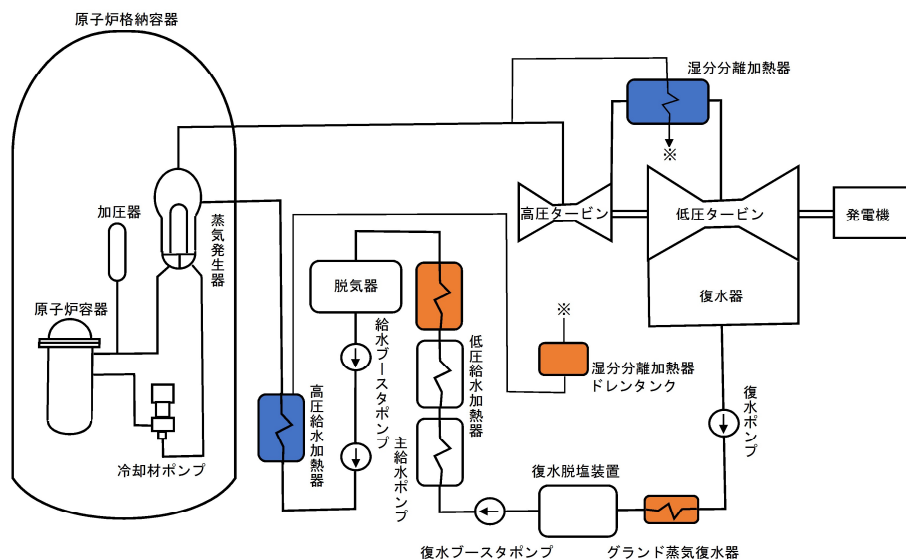 原子炉格納容器
湿分分離加熱器
※
加圧器
蒸気発生器
高圧タービン
低圧タービン
発電機
脱気器
復水器
原子炉容器
※
給水ブースタポンプ
低圧給水加熱器
湿分分離加熱器
ドレンタンク
復水ポンプ
高圧給水加熱器
主給水ポンプ
冷却材ポンプ
復水脱塩装置
復水ブースタポンプ
グランド蒸気復水器